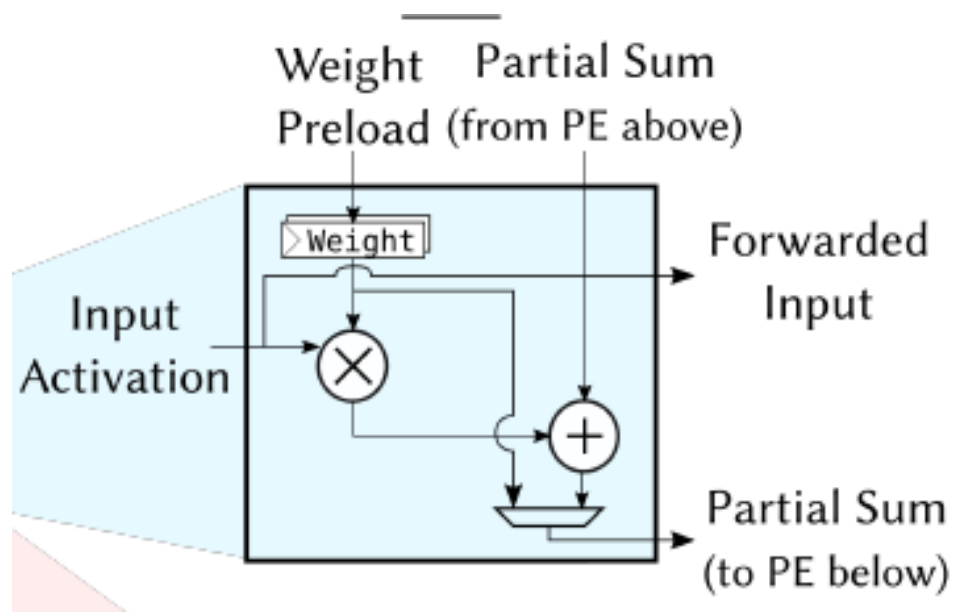 Weight
Preload
Partial Sum
(from PE above)
Weight
Forwarded
Input
Input
Activation
Partial Sum
(to PE below)